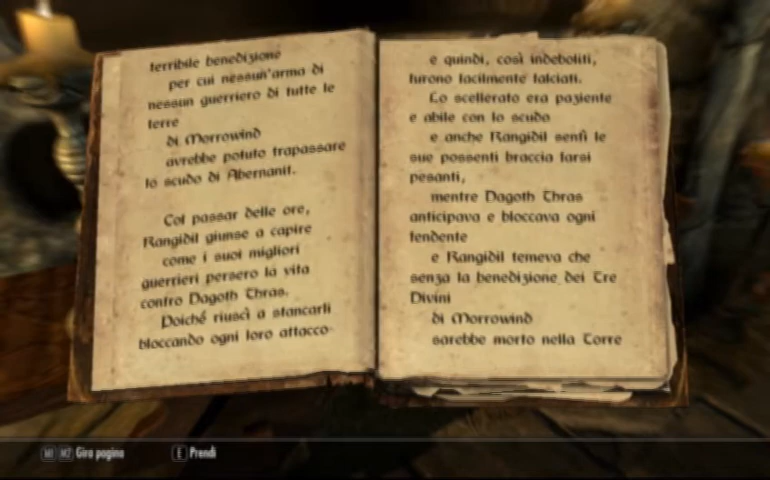 terribile benedizione
per cui nessun'arma di
nessun guerriero di tutte le
terre
di Morrowind
avrebbe potuto trapassare
lo scudo di Abernanit.
Col passar delle ore,
Rangidil giunse a capire
come i suoi migliori
guerrieri persero la vita
contro Dagoth Thras.
Poiché riuscì a stancarli
bloccando ogni loro attacco
e quindi, così indeboliti,
furono facilmente falciati.
Lo scellerato era paziente
e abile con lo scudo
e anche Rangidil sentì le
sue possenti braccia farsi
pesanti,
mentre Dagoth Thras
anticipava e bloccava ogni
fendente
e Rangidil temeva che
senza la benedizione dei Tre
Divini
di Morrowind
sarebbe morto nella Torre
M1 M2 Gira pagina
E Prendi